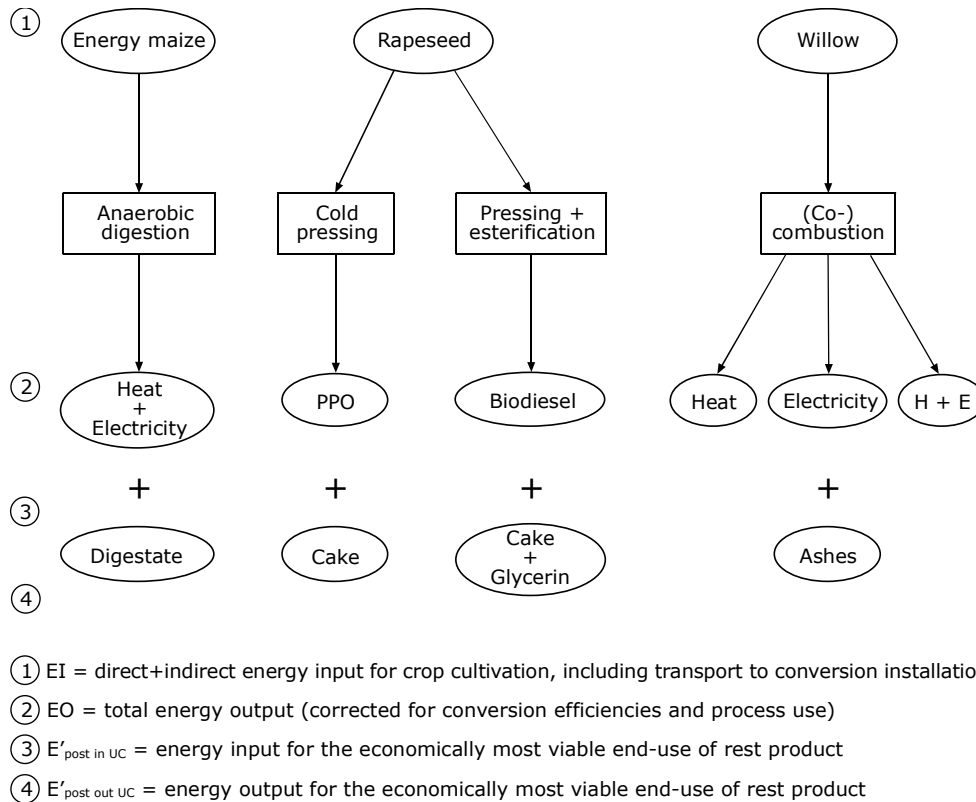 1 Energy maize Rapeseed Willow
Anaerobic
digestion
Cold
pressing
Pressing +
esterification
(Co-)
combustion
2
Heat
+
Electricity
PPO
Biodiesel
Heat
Electricity
H + E
+ + + +
3
Digestate
Cake
Cake
+
Glycerin
Ashes
4
1 EI = direct+indirect energy input for crop cultivation, including transport to conversion installatio
2 EO = total energy output (corrected for conversion efficiencies and process use)
3 E’post in UC = energy input for the economically most viable end-use of rest product
4 E’post out UC = energy output for the economically most viable end-use of rest product